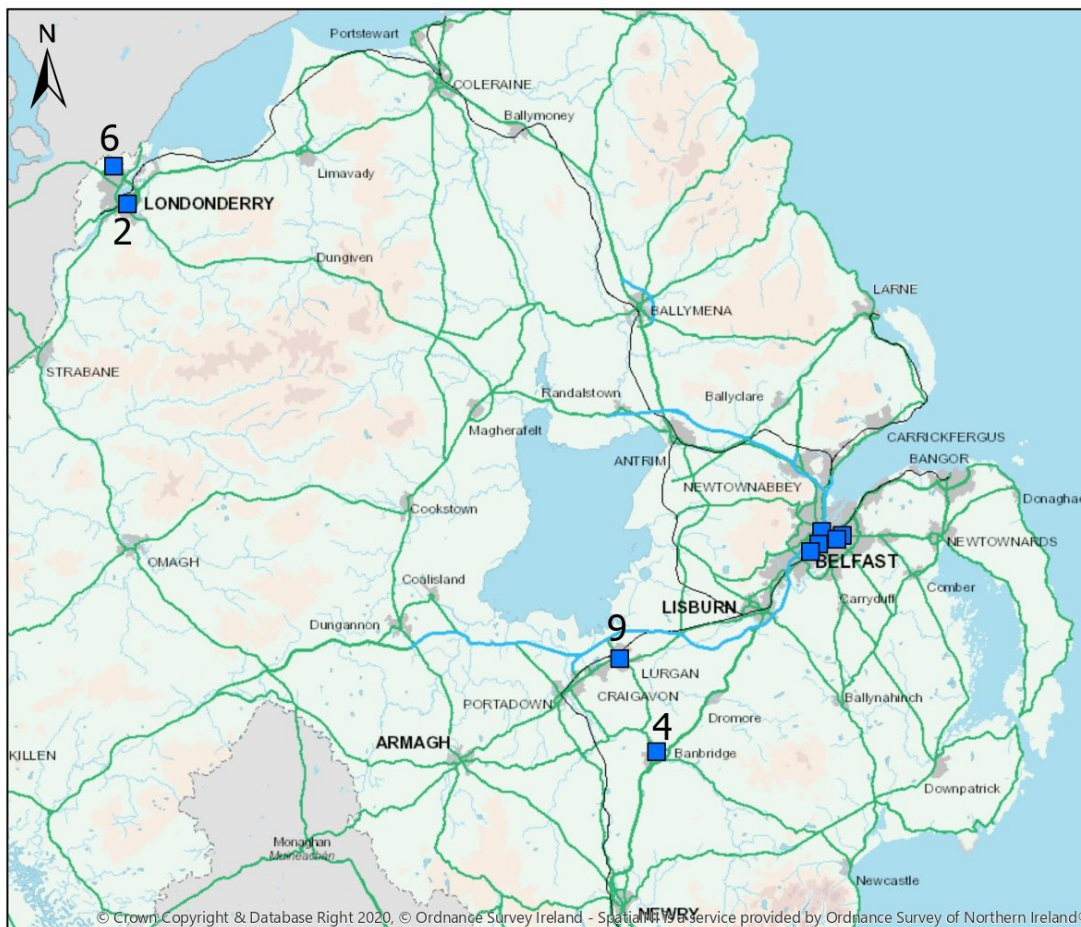 N
Portstewart
COLERAINE
Ballymoney
6
Limavady
LONDONDERRY
2
Dungiven
LARNE
BALLYMENA
STRABANE
Randalstown
Ballyclare
Magherafelt
CARRICKFERGUS
ANTRIM
BANGOR
NEWTOWNABBEY
Donaghae
Cookstown
NEWTOWNARDS
OMAGH
BELFAST
Coalisland
Comber
Carryduff
LISBURN
Dungannon
9
LURGAN
CRAIGAVON
PORTADOWN
Ballynahinch
4
Dromore
ARMAGH
Banbridge
KILLEN
Downpatrick
Monaghan
Muineachán
Newcastle
NEWRY
© Crown Copyright & Database Right 2020, © Ordnance Survey Ireland - SpatialNI is a service provided by Ordnance Survey of Northern Ireland©